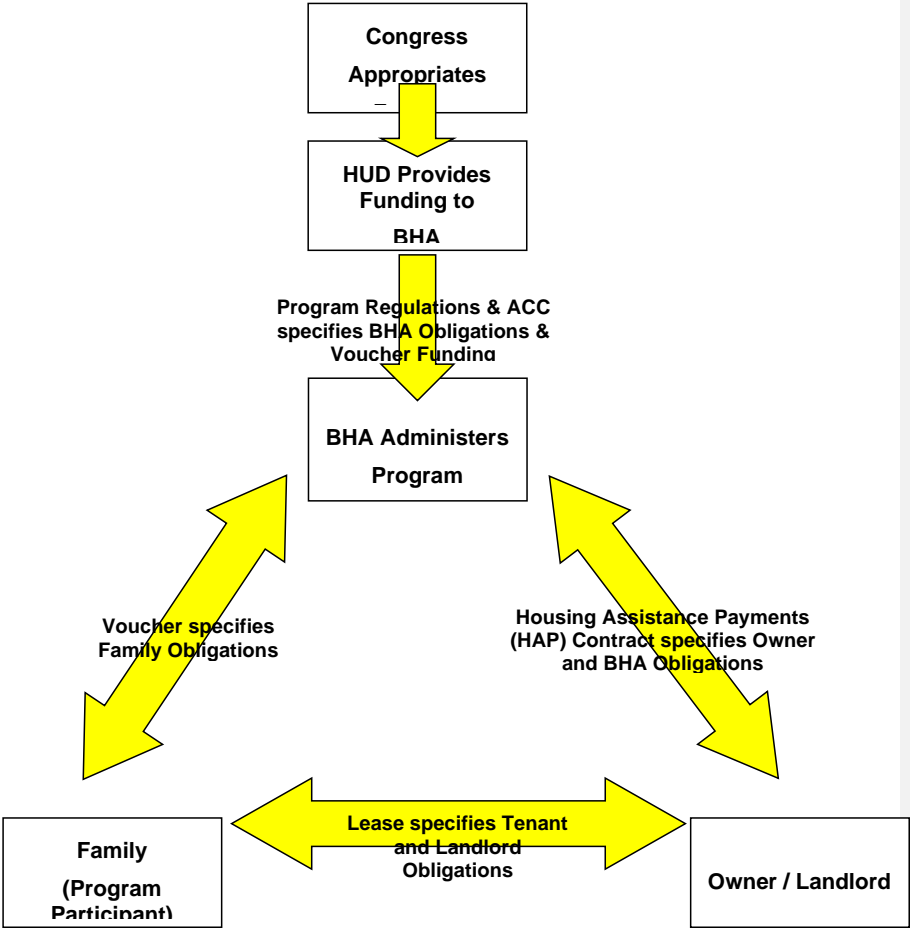 Congress
Appropriates
HUD Provides
Funding to
BHA
Program Regulations & ACC
specifies BHA Obligations &
Voucher Funding
BHA Administers
Program
Voucher specifies
Family Obligations
Housing Assistance Payments
(HAP) Contract specifies Owner
and BHA Obligations
Lease specifies Tenant
and Landlord
Obligations
Family
(Program
Participant)
Owner / Landlord